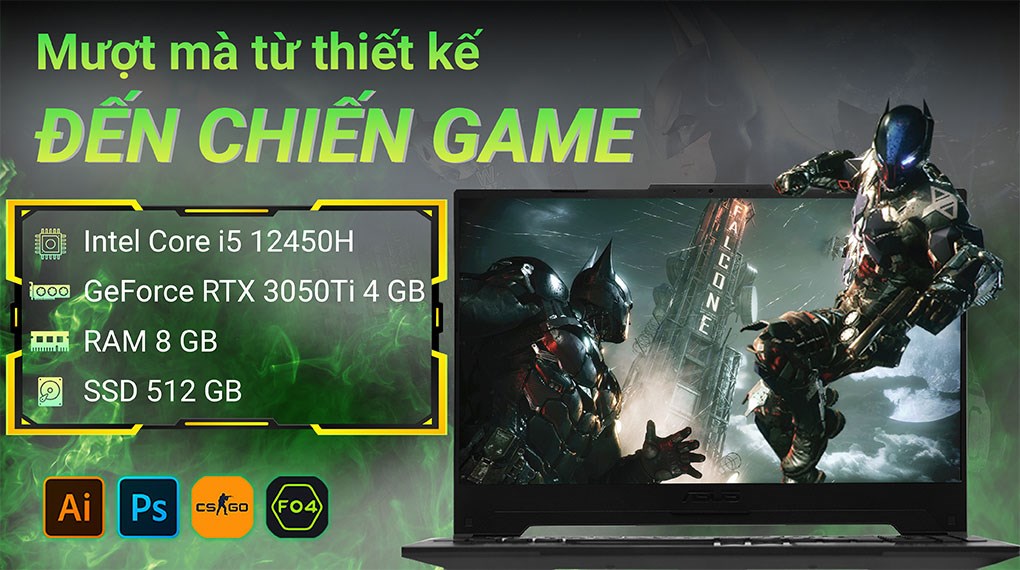 Mượt mà từ thiết kế
ĐẾN CHIẾN GAME
Intel Core i5 12450H
GeForce RTX 3050Ti 4 GB
RAM 8 GB
SSD 512 GB
FALCONE
Ai
Ps
CS GO
FO4
ASUS